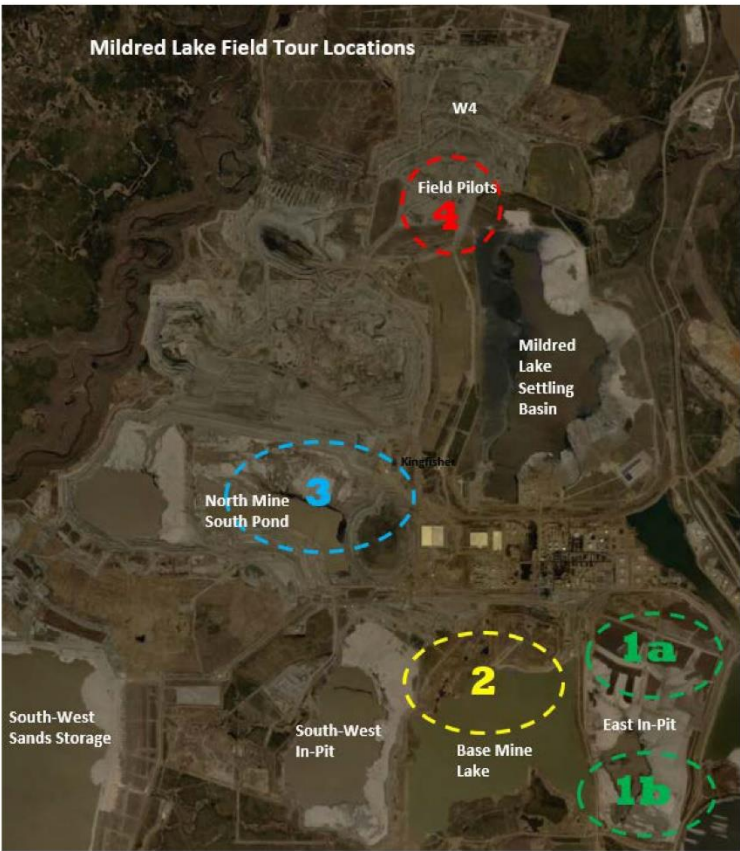 Mildred Lake Field Tour Locations
W4
Field Pilots
4
Mildred
Lake
Settling
Basin
Kingfisher
3
North Mine
South Pond
1a
2
South-West
Sands Storage
South-West
In-Pit
East In-Pit
Base Mine
Lake
1b